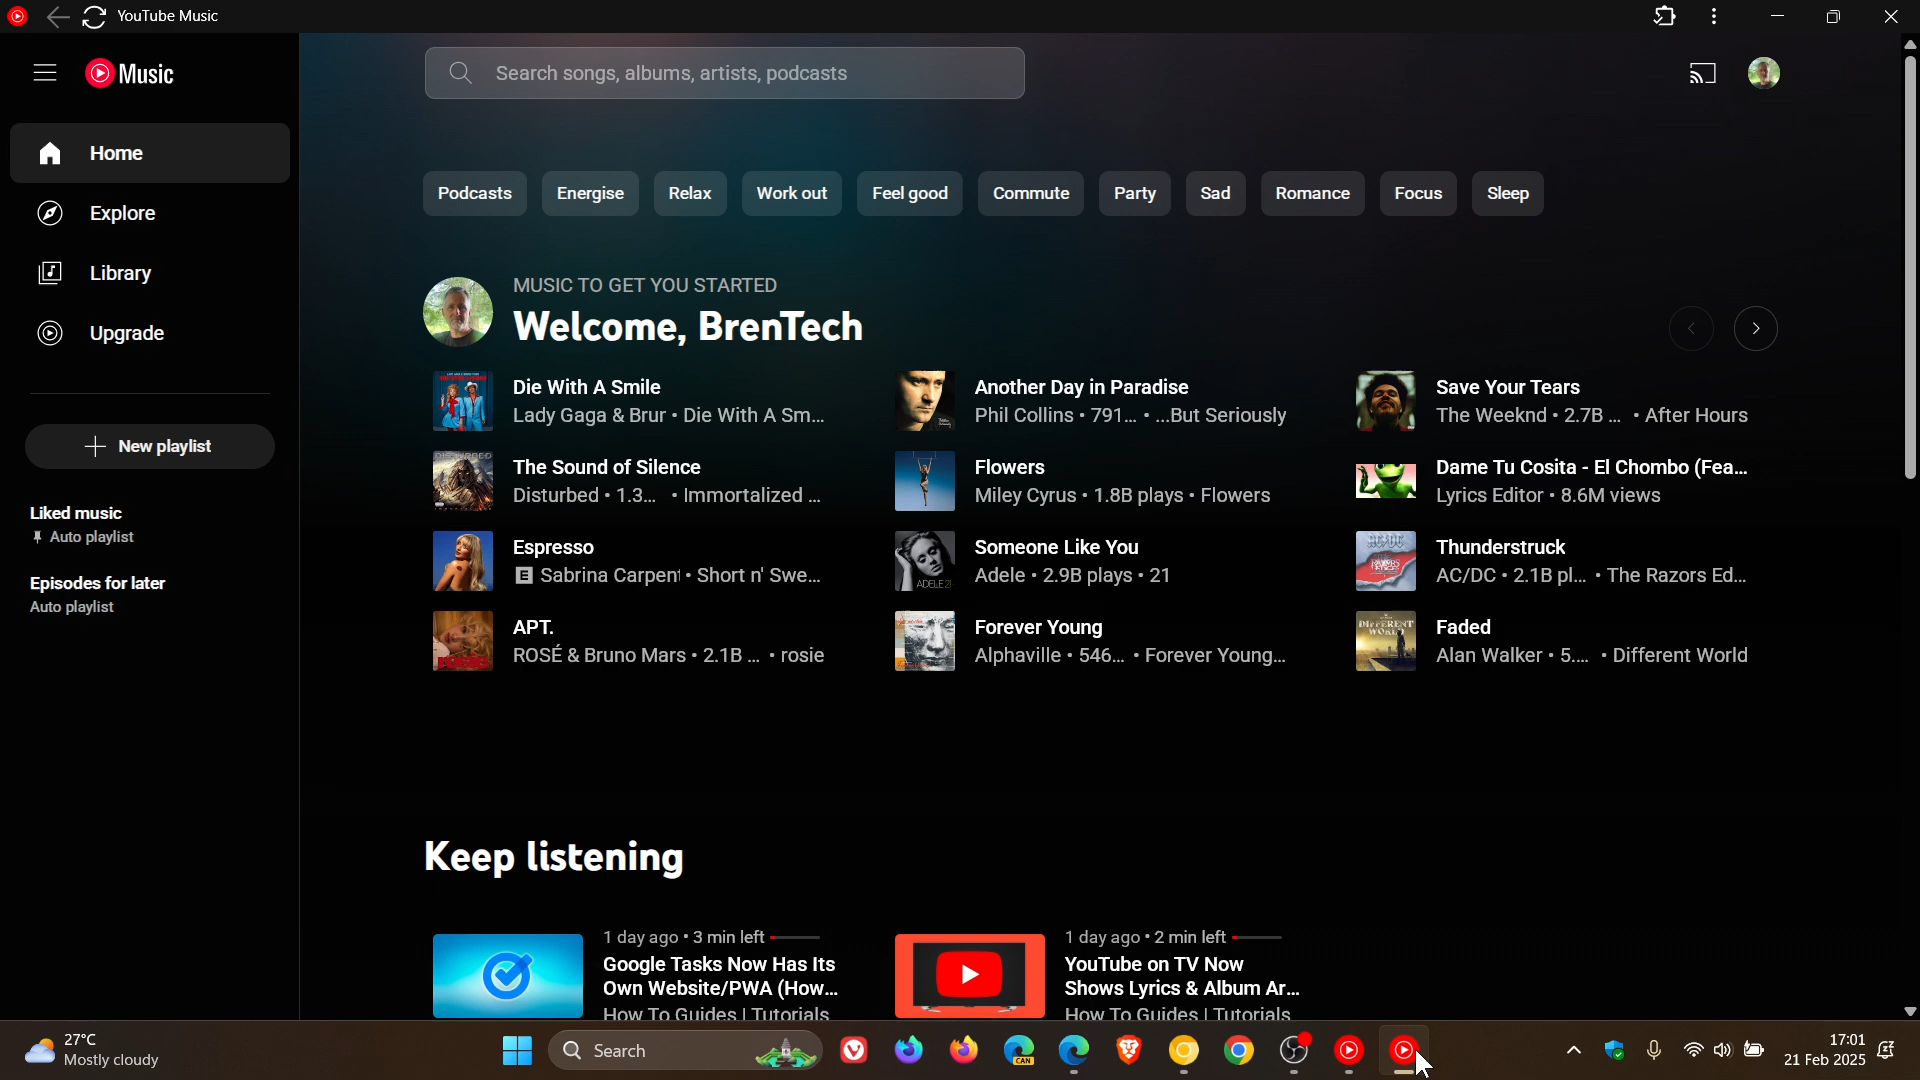 YouTube Music
Music
Search songs, albums, artists, podcasts
Home
Explore
Library
Upgrade
New playlist
Liked music
Auto playlist
Episodes for later
Auto playlist
Podcasts
Energise
Relax
Work out
Feel good
Commute
Party
Sad
Romance
Focus
Sleep
MUSIC TO GET YOU STARTED
Welcome, BrenTech
Die With A Smile
Lady Gaga & Brur • Die With A Sm...
The Sound of Silence
Disturbed • 1.3... • Immortalized ...
Espresso
E Sabrina Carpent • Short n' Swe...
APT.
ROSÉ & Bruno Mars • 2.1B ... • rosie
Another Day in Paradise
Phil Collins • 791... • ...But Seriously
Flowers
Miley Cyrus • 1.8B plays • Flowers
ADELE 21
Someone Like You
Adele • 2.9B plays • 21
Forever Young
Alphaville • 546... • Forever Young...
Save Your Tears
The Weeknd • 2.7B ... • After Hours
Dame Tu Cosita - El Chombo (Fea...
Lyrics Editor • 8.6M views
AC/DC
Thunderstruck
AC/DC • 2.1B pl... • The Razors Ed...
DIFFERENT
WORLD
Faded
Alan Walker • 5.... • Different World
Keep listening
1 day ago • 3 min left
Google Tasks Now Has Its
Own Website/PWA (How...
How To Guides | Tutorials
1 day ago • 2 min left
YouTube on TV Now
Shows Lyrics & Album Ar...
How To Guides | Tutorials
27°C
Mostly cloudy
Search
CAN
17:01
21 Feb 2025